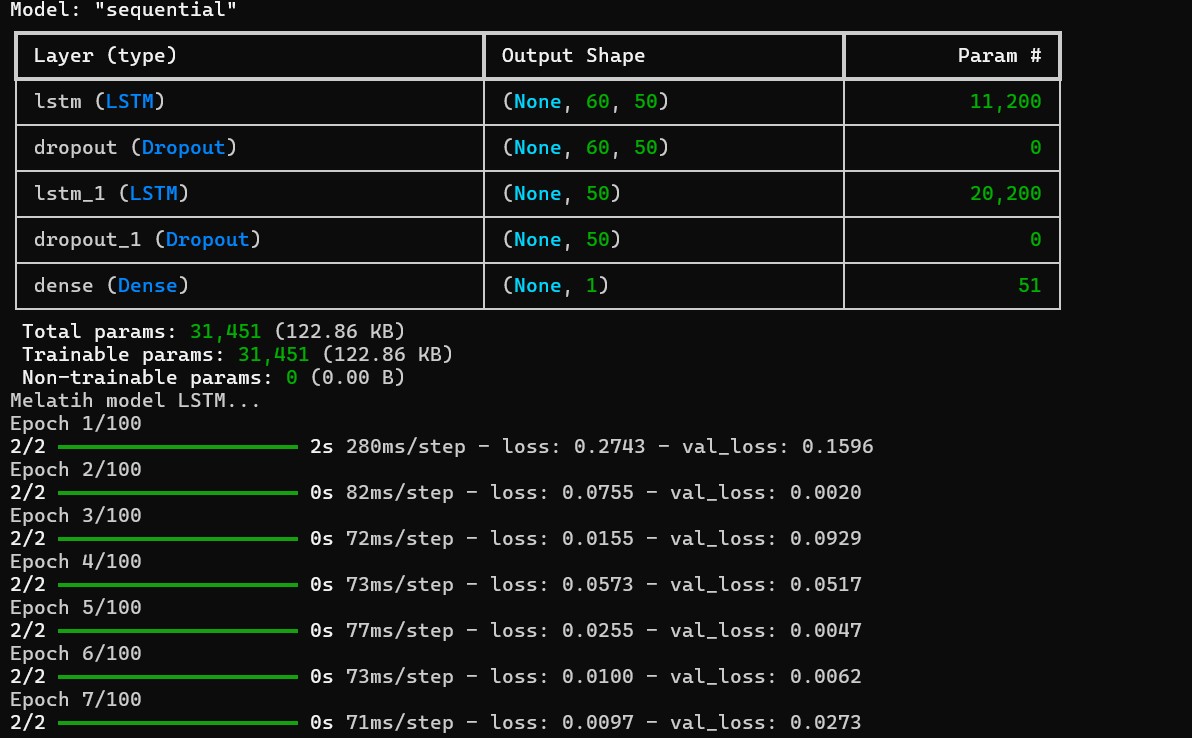 Model: "sequential"
Layer (type) Output Shape Param #
lstm (LSTM) (None, 60, 50) 11,200
dropout (Dropout) (None, 60, 50) 0
lstm_1 (LSTM) (None, 50) 20,200
dropout_1 (Dropout) (None, 50) 0
dense (Dense) (None, 1) 51
Total params: 31,451 (122.86 KB)
Trainable params: 31,451 (122.86 KB)
Non-trainable params: 0 (0.00 B)
Melatih model LSTM...
Epoch 1/100
2/2 2s 280ms/step - loss: 0.2743 - val_loss: 0.1596
Epoch 2/100
2/2 0s 82ms/step - loss: 0.0755 - val_loss: 0.0020
Epoch 3/100
2/2 0s 72ms/step - loss: 0.0155 - val_loss: 0.0929
Epoch 4/100
2/2 0s 73ms/step - loss: 0.0573 - val_loss: 0.0517
Epoch 5/100
2/2 0s 77ms/step - loss: 0.0255 - val_loss: 0.0047
Epoch 6/100
2/2 0s 73ms/step - loss: 0.0100 - val_loss: 0.0062
Epoch 7/100
2/2 0s 71ms/step - loss: 0.0097 - val_loss: 0.0273